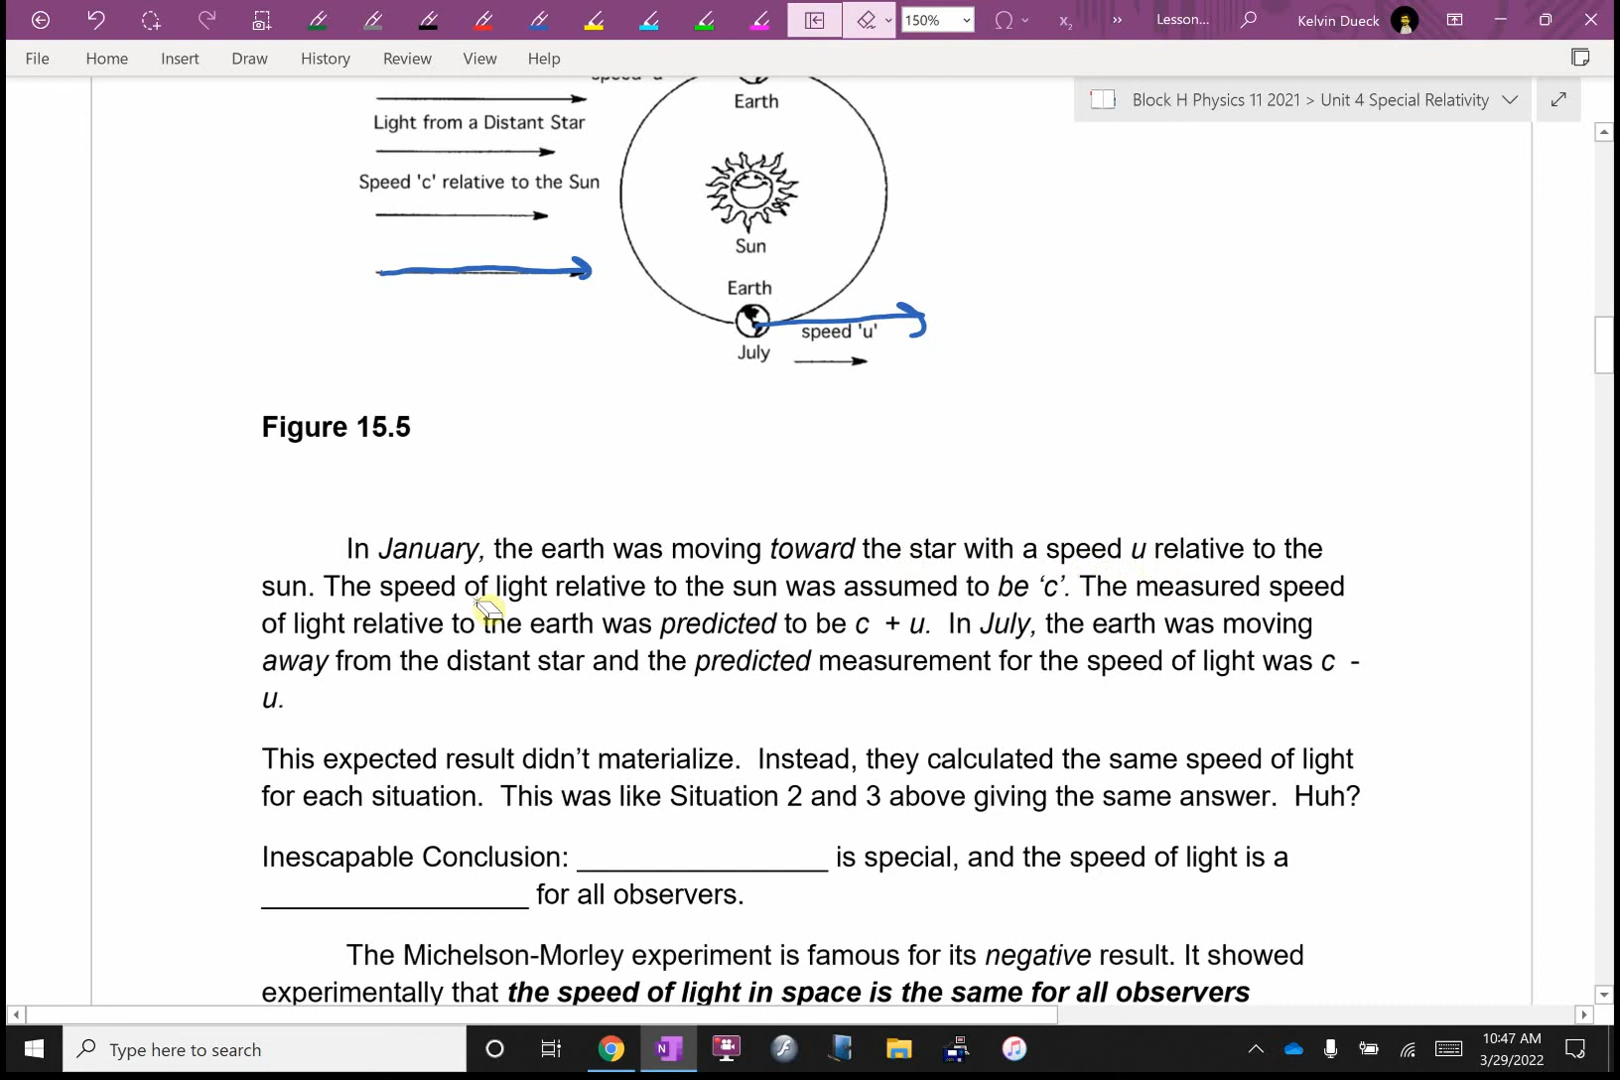 150%
Ω
x₂
Lesson...
Kelvin Dueck
File
Home
Insert
Draw
History
Review
View
Help
Block H Physics 11 2021 > Unit 4 Special Relativity
Earth
Light from a Distant Star
Speed 'c' relative to the Sun
Sun
Earth
speed 'u'
July
Figure 15.5
In January, the earth was moving toward the star with a speed u relative to the
sun. The speed of light relative to the sun was assumed to be ‘c’. The measured speed
of light relative to the earth was predicted to be c + u. In July, the earth was moving
away from the distant star and the predicted measurement for the speed of light was c -
u.
This expected result didn’t materialize. Instead, they calculated the same speed of light
for each situation. This was like Situation 2 and 3 above giving the same answer. Huh?
Inescapable Conclusion: ________________ is special, and the speed of light is a
_________________ for all observers.
The Michelson-Morley experiment is famous for its negative result. It showed
experimentally that the speed of light in space is the same for all observers
Type here to search
10:47 AM
3/29/2022